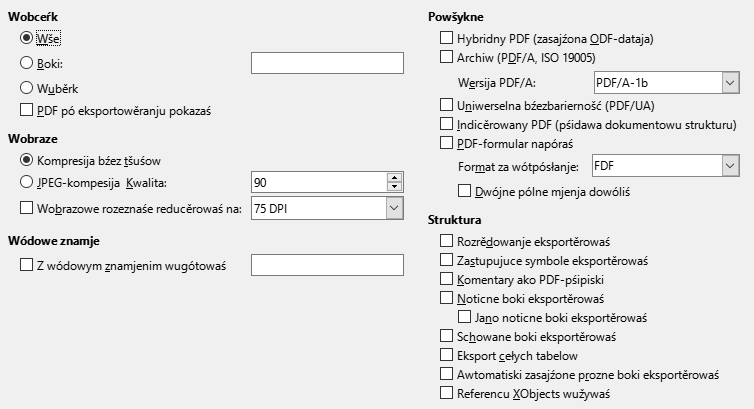 Wobceŕk
Wše
Boki:
Wuběrk
PDF pó eksportowěranju pokazaś
Wobraze
Kompresija bźez tšuśow
JPEG-kompesija Kwalita: 90
Wobrazowe rozeznaśe reducěrowaś na: 75 DPI
Wódowe znamje
Z wódowym znamjenim wugótowaś
Powšykne
Hybridny PDF (zasajźona ODF-dataja)
Archiw (PDF/A, ISO 19005)
Wersija PDF/A: PDF/A-1b
Uniwerselna bźezbarierność (PDF/UA)
Indicěrowany PDF (pśidawa dokumentowu strukturu)
PDF-formular napóraś
Format za wótpósłanje: FDF
Dwójne pólne mjenja dowóliś
Struktura
Rozrědowanje eksportěrowaś
Zastupujuce symbole eksportěrowaś
Komentary ako PDF-pśipiski
Noticne boki eksportěrowaś
Jano noticne boki eksportěrowaś
Schowane boki eksportěrowaś
Eksport cełych tabelow
Awtomatiski zasajźone prozne boki eksportěrowaś
Referencu XObjects wužywaś